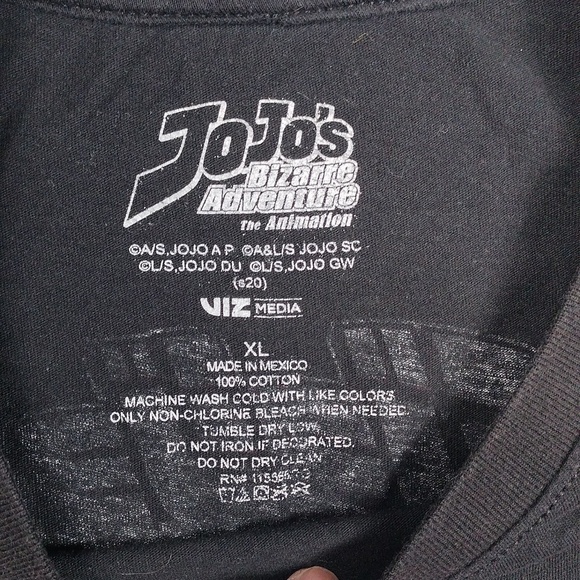 JoJo's
Bizarre
Adventure
The Animation
©A/S,JOJO A P ©A&L/S JOJO SC
©L/S,JOJO DU ©L/S,JOJO GW
(s20)
VIZ MEDIA
XL
MADE IN MEXICO
100% COTTON
MACHINE WASH COLD WITH LIKE COLORS
ONLY NON-CHLORINE BLEACH WHEN NEEDED.
TUMBLE DRY LOW.
DO NOT IRON IF DECORATED.
DO NOT DRY CLEAN
RN#